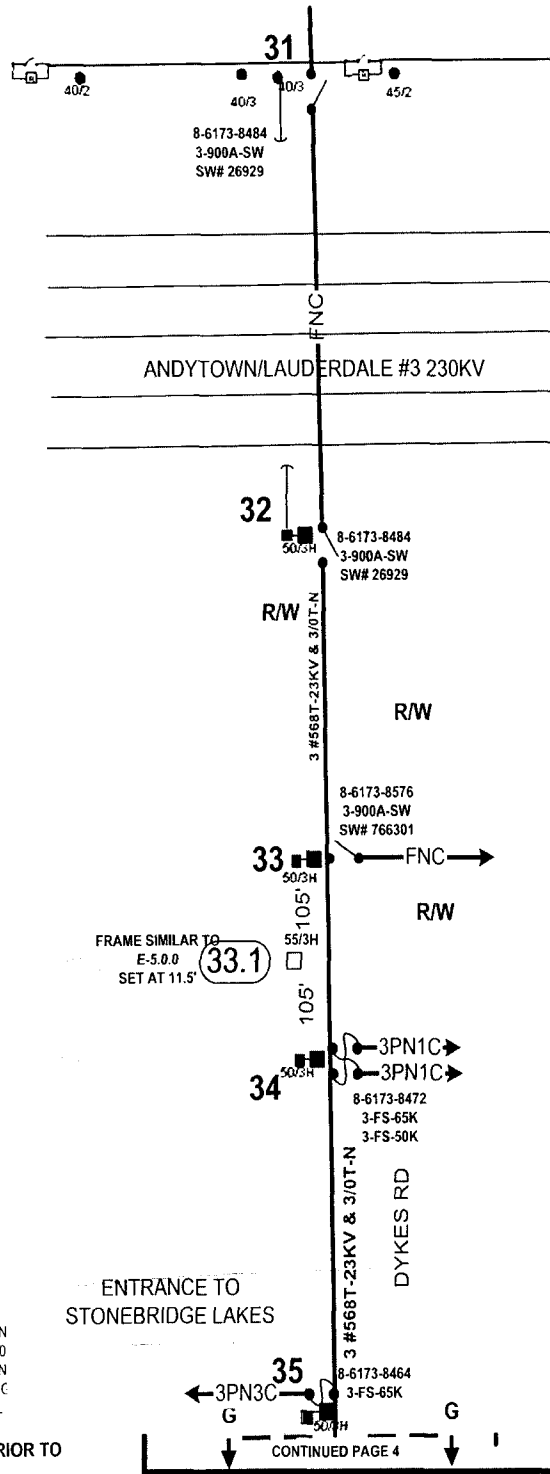 31
40/2
40/3
40/3
45/2
8-6173-8484
3-900A-SW
SW# 26929
FNC
ANDYTOWN/LAUDERDALE #3 230KV
32
50/3H
8-6173-8484
3-900A-SW
SW# 26929
R/W
3 #568T-23KV & 3/0T-N
R/W
8-6173-8576
3-900A-SW
SW# 766301
33
50/3H
FNC
R/W
105'
FRAME SIMILAR TO
E-5.0.0
SET AT 11.5'
33.1
55/3H
105'
3PN1C
3PN1C
34
50/3H
8-6173-8472
3-FS-65K
3-FS-50K
3 #568T-23KV & 3/0T-N
DYKES RD
ENTRANCE TO
STONEBRIDGE LAKES
35
8-6173-8464
3-FS-65K
3PN3C
50/3H
G
G
N
0
N
RIOR TO
CONTINUED PAGE 4